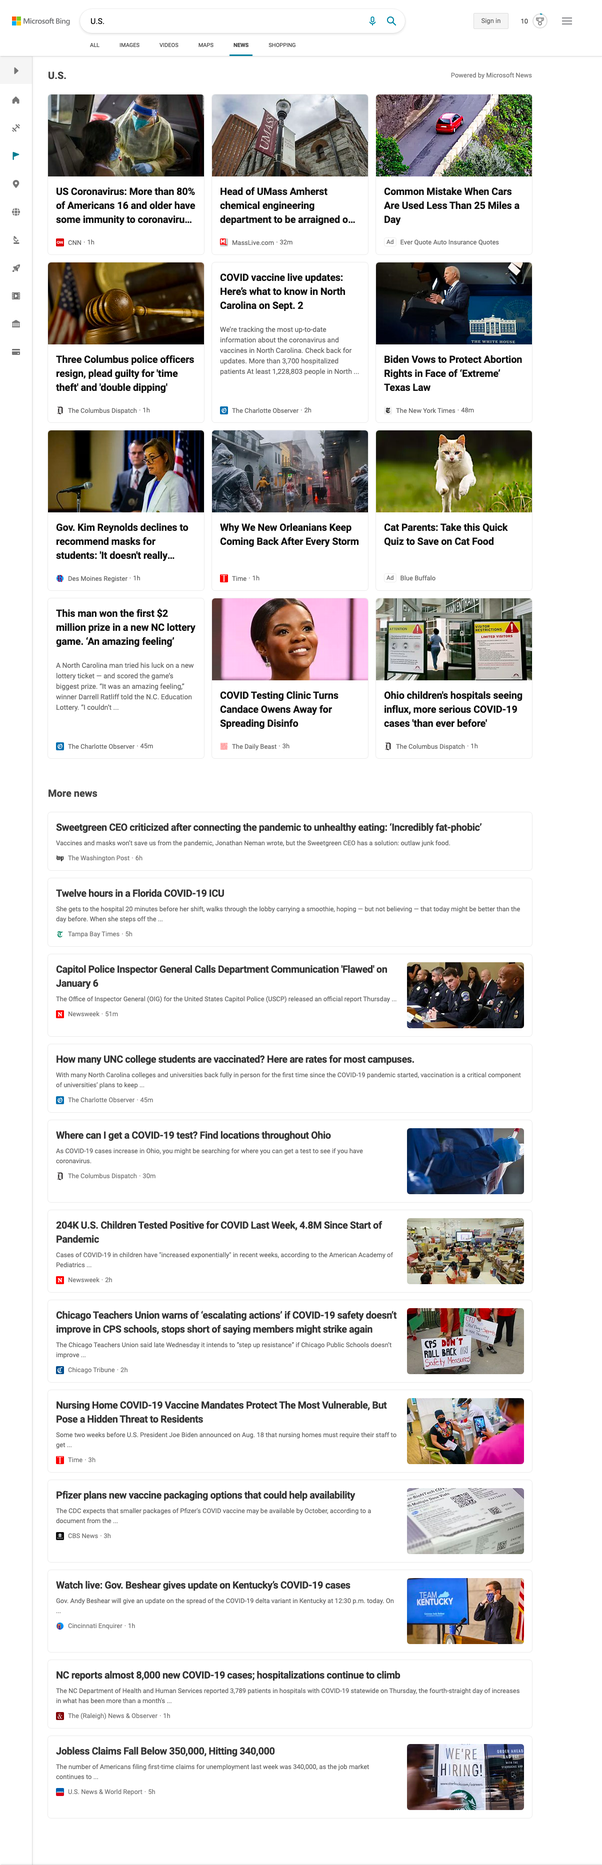 Microsoft Bing
U.S.
Sign in
10
ALL
IMAGES
VIDEOS
MAPS
NEWS
SHOPPING
U.S.
Powered by Microsoft News
US Coronavirus: More than 80%
of Americans 16 and older have
some immunity to coronaviru...
CNN · 1h
UMASS
Head of UMass Amherst
chemical engineering
department to be arraigned o...
MassLive.com · 32m
Common Mistake When Cars
Are Used Less Than 25 Miles a
Day
Ad Ever Quote Auto Insurance Quotes
Three Columbus police officers
resign, plead guilty for 'time
theft' and 'double dipping'
The Columbus Dispatch · 1h
COVID vaccine live updates:
Here's what to know in North
Carolina on Sept. 2
We're tracking the most up-to-date
information about the coronavirus and
vaccines in North Carolina. Check back for
updates. More than 3,700 hospitalized
patients At least 1,228,803 people in North ...
The Charlotte Observer · 2h
THE WHITE HOUSE
Biden Vows to Protect Abortion
Rights in Face of 'Extreme'
Texas Law
The New York Times · 48m
Gov. Kim Reynolds declines to
recommend masks for
students: 'It doesn't really...
Des Moines Register · 1h
Why We New Orleanians Keep
Coming Back After Every Storm
Time · 1h
Cat Parents: Take this Quick
Quiz to Save on Cat Food
Ad Blue Buffalo
This man won the first $2
million prize in a new NC lottery
game. 'An amazing feeling'
A North Carolina man tried his luck on a new
lottery ticket — and scored the game's
biggest prize. "It was an amazing feeling,"
winner Darrell Ratliff told the N.C. Education
Lottery. "I couldn't ...
The Charlotte Observer · 45m
COVID Testing Clinic Turns
Candace Owens Away for
Spreading Disinfo
The Daily Beast · 3h
VISITOR
RESTRICTIONS
LIMITED VISITORS
Ohio children's hospitals seeing
influx, more serious COVID-19
cases 'than ever before'
The Columbus Dispatch · 1h
More news
Sweetgreen CEO criticized after connecting the pandemic to unhealthy eating: 'Incredibly fat-phobic'
Vaccines and masks won't save us from the pandemic, Jonathan Neman wrote, but the Sweetgreen CEO has a solution: outlaw junk food.
wp The Washington Post · 6h
Twelve hours in a Florida COVID-19 ICU
She gets to the hospital 20 minutes before her shift, walks through the lobby carrying a smoothie, hoping — but not believing — that today might be better than the
day before. When she steps off the ...
Tampa Bay Times · 5h
Capitol Police Inspector General Calls Department Communication 'Flawed' on
January 6
The Office of Inspector General (OIG) for the United States Capitol Police (USCP) released an official report Thursday ...
N Newsweek · 51m
How many UNC college students are vaccinated? Here are rates for most campuses.
With many North Carolina colleges and universities back fully in person for the first time since the COVID-19 pandemic started, vaccination is a critical component
of universities' plans to keep ...
The Charlotte Observer · 45m
Where can I get a COVID-19 test? Find locations throughout Ohio
As COVID-19 cases increase in Ohio, you might be searching for where you can get a test to see if you have
coronavirus.
The Columbus Dispatch · 30m
204K U.S. Children Tested Positive for COVID Last Week, 4.8M Since Start of
Pandemic
Cases of COVID-19 in children have "increased exponentially" in recent weeks, according to the American Academy of
Pediatrics ...
N Newsweek · 2h
Chicago Teachers Union warns of 'escalating actions' if COVID-19 safety doesn't
improve in CPS schools, stops short of saying members might strike again
The Chicago Teachers Union said late Wednesday it intends to "step up resistance" if Chicago Public Schools doesn't
improve ...
Chicago Tribune · 2h
CPS DON'T
ROLL BACK
Safety Measures
Nursing Home COVID-19 Vaccine Mandates Protect The Most Vulnerable, But
Pose a Hidden Threat to Residents
Some two weeks before U.S. President Joe Biden announced on Aug. 18 that nursing homes must require their staff to
get ...
Time · 3h
Pfizer plans new vaccine packaging options that could help availability
The CDC expects that smaller packages of Pfizer's COVID vaccine may be available by October, according to a
document from the ...
CBS News · 3h
Watch live: Gov. Beshear gives update on Kentucky's COVID-19 cases
Gov. Andy Beshear will give an update on the spread of the COVID-19 delta variant in Kentucky at 12:30 p.m. today. On
...
Cincinnati Enquirer · 1h
TEAM
KENTUCKY
NC reports almost 8,000 new COVID-19 cases; hospitalizations continue to climb
The NC Department of Health and Human Services reported 3,789 patients in hospitals with COVID-19 statewide on Thursday, the fourth-straight day of increases
in what has been more than a month's ...
The (Raleigh) News & Observer · 1h
Jobless Claims Fall Below 350,000, Hitting 340,000
The number of Americans filing first-time claims for unemployment last week was 340,000, as the job market
continues to ...
U.S. News & World Report · 5h
WE'RE
HIRING!